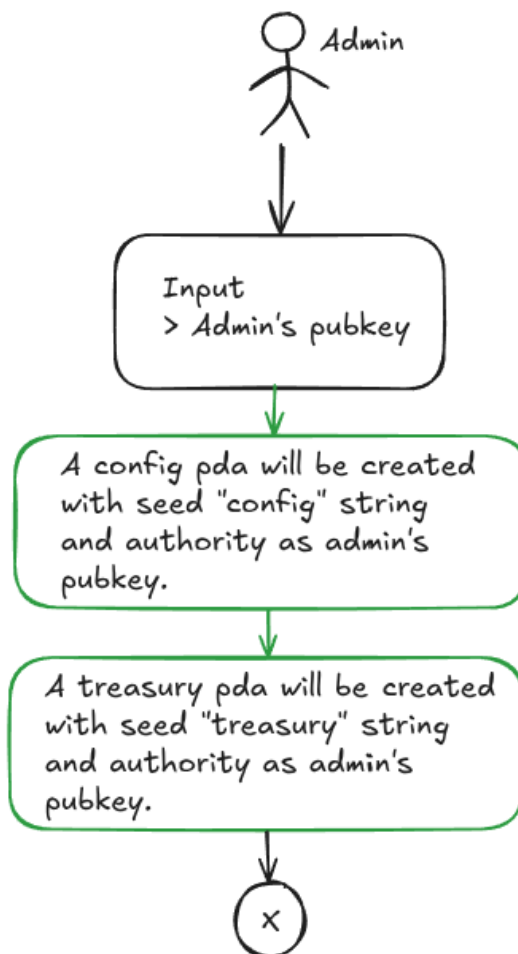 Admin
Input
> Admin's pubkey
A config pda will be created
with seed "config" string
and authority as admin's
pubkey.
A treasury pda will be created
with seed "treasury" string
and authority as admin's
pubkey.
X